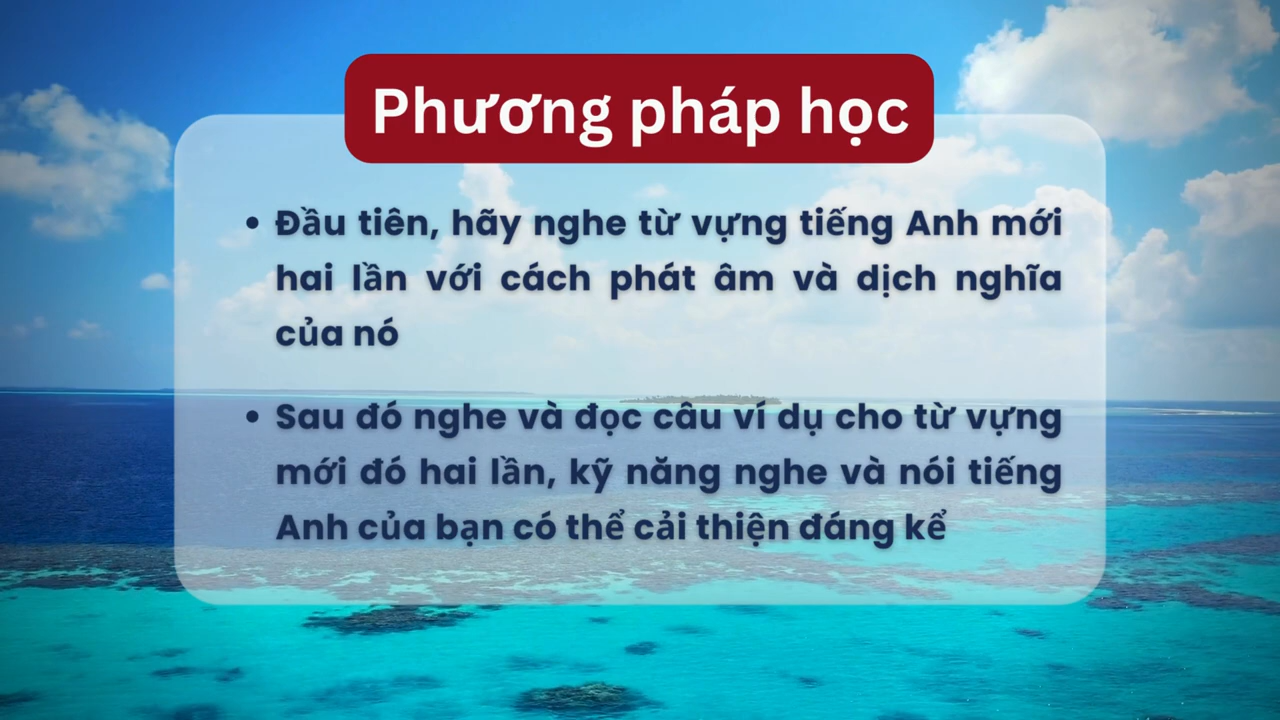 Phương pháp học
• Đầu tiên, hãy nghe từ vựng tiếng Anh mới
hai lần với cách phát âm và dịch nghĩa
của nó
• Sau đó nghe và đọc câu ví dụ cho từ vựng
mới đó hai lần, kỹ năng nghe và nói tiếng
Anh của bạn có thể cải thiện đáng kể